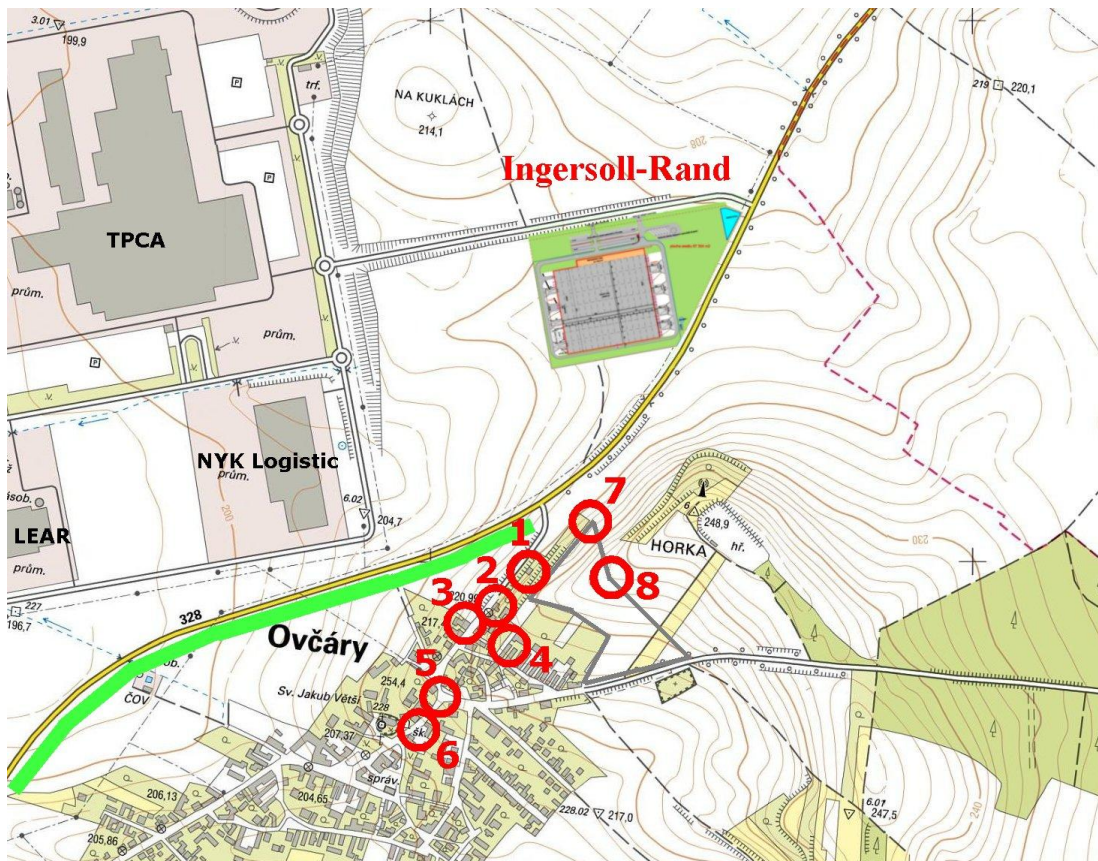 3.01
199,9
P
trf.
NA KUKLÁCH
214,1
219
220,1
208
Ingersoll-Rand
P
TPCA
prům.
prům.
P
NYK Logistic
prům.
LEAR
prům.
200
6.02
204,7
227
196,7
328
Ovčáry
ČOV
1
2
3
4
5
6
7
8
220,99
217,4
6
248,9
HORKA
hř.
230
254,4
Sv. Jakub Větší
228
šk.
207,37
správ.
206,13
204,65
205,86
228.02
217,0
6.01
247,5
240